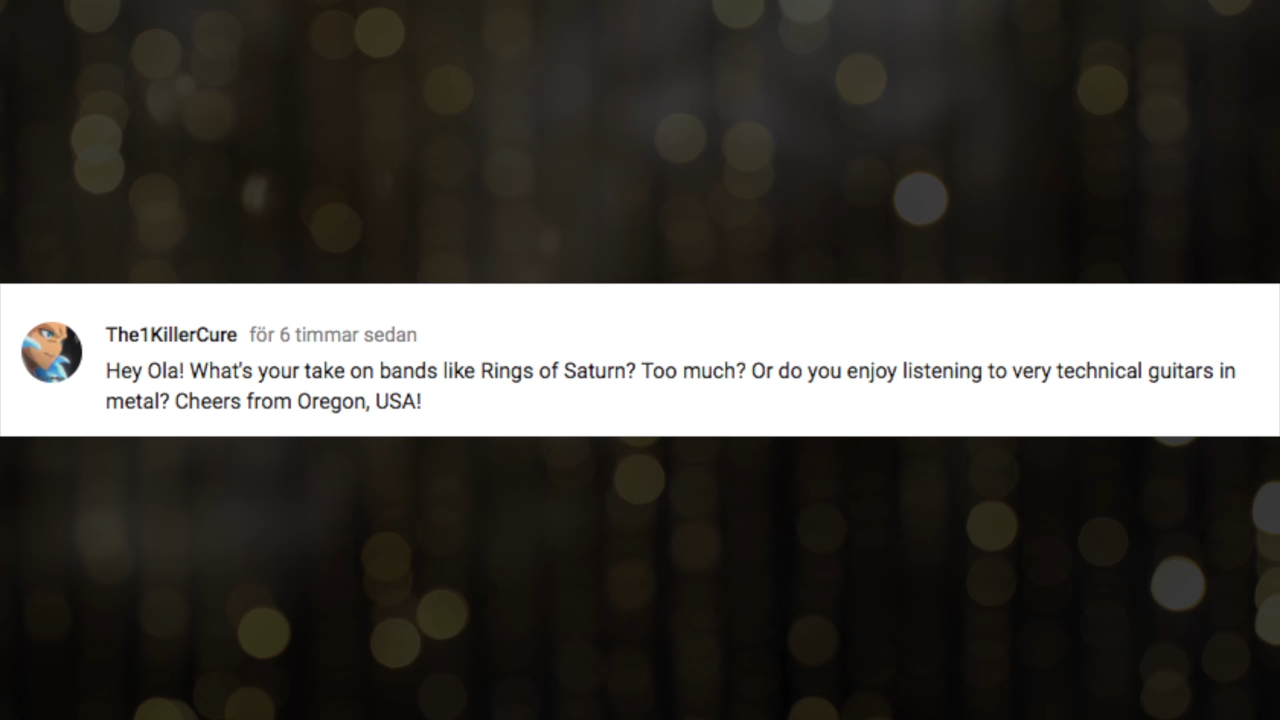 The1KillerCure för 6 timmar sedan
Hey Ola! What's your take on bands like Rings of Saturn? Too much? Or do you enjoy listening to very technical guitars in
metal? Cheers from Oregon, USA!